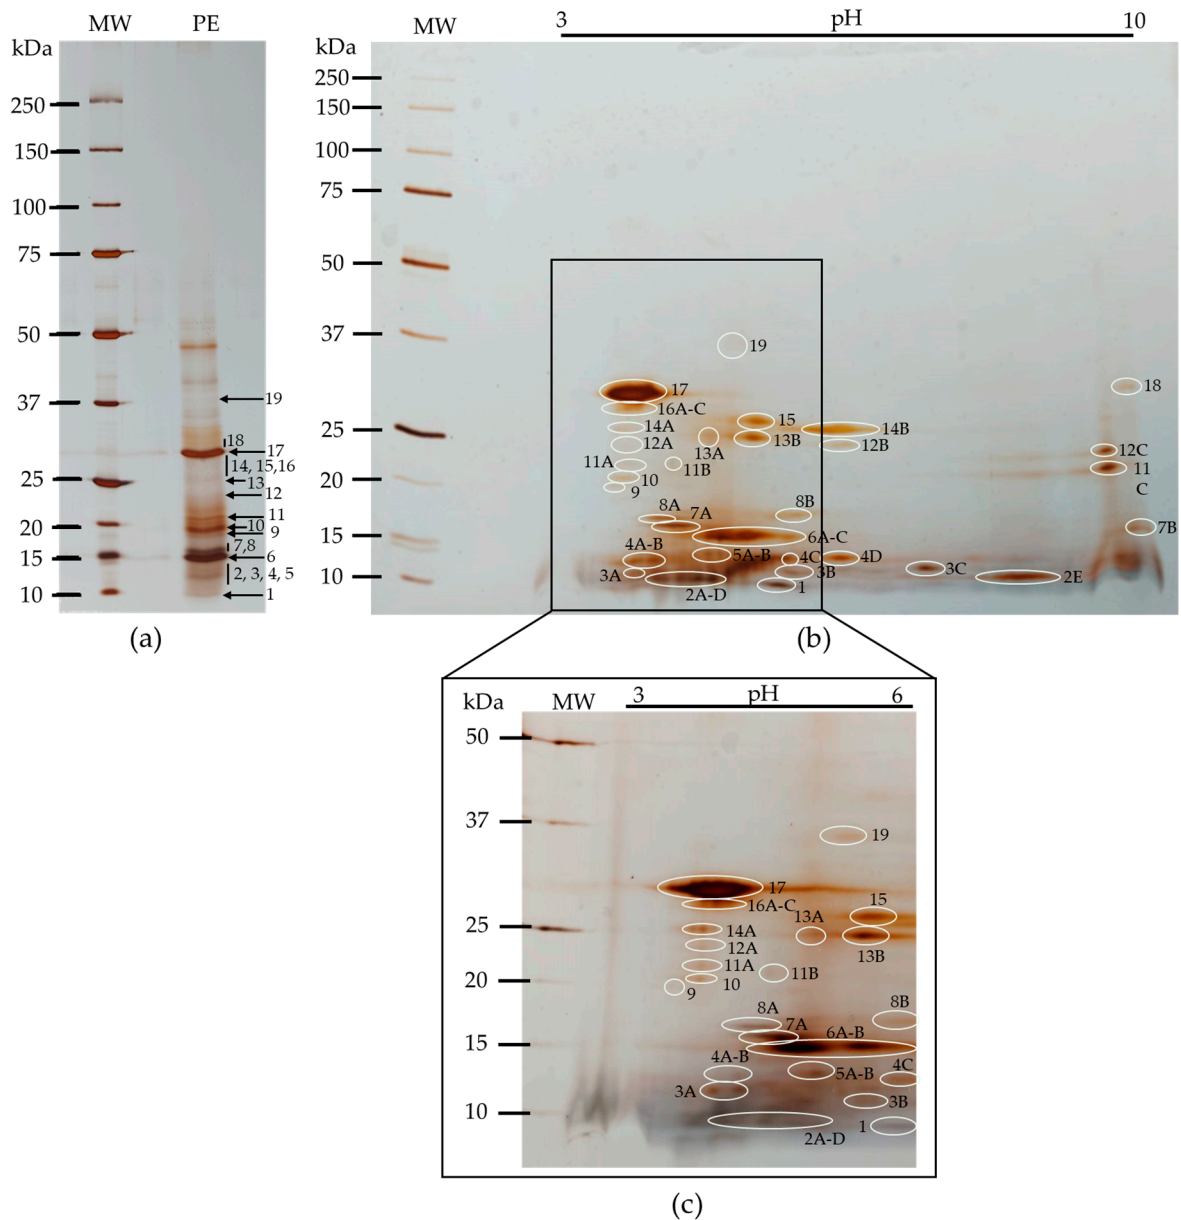 MW PE
kDa
250
150
100
75
50
37
25
20
15
10
19
18
17
14, 15,16
13
12
11
10
9
7,8
6
2, 3, 4, 5
1
(a)
MW 3 pH 10
kDa
250
150
100
75
50
37
25
20
15
10
19
17
18
16A-C
15
14A
14B
13A
13B
12A
12B
12C
11A
11B
11
C
10
9
8A
8B
7A
7B
6A-C
4A-B
5A-B
4C
4D
3A
3B
3C
2A-D
1
2E
(b)
kDa MW 3 pH 6
50
37
25
20
15
10
19
17
16A-C
15
13A
14A
13B
12A
11A
11B
10
9
8A
8B
7A
6A-B
4A-B
5A-B
4C
3A
3B
1
2A-D
(c)